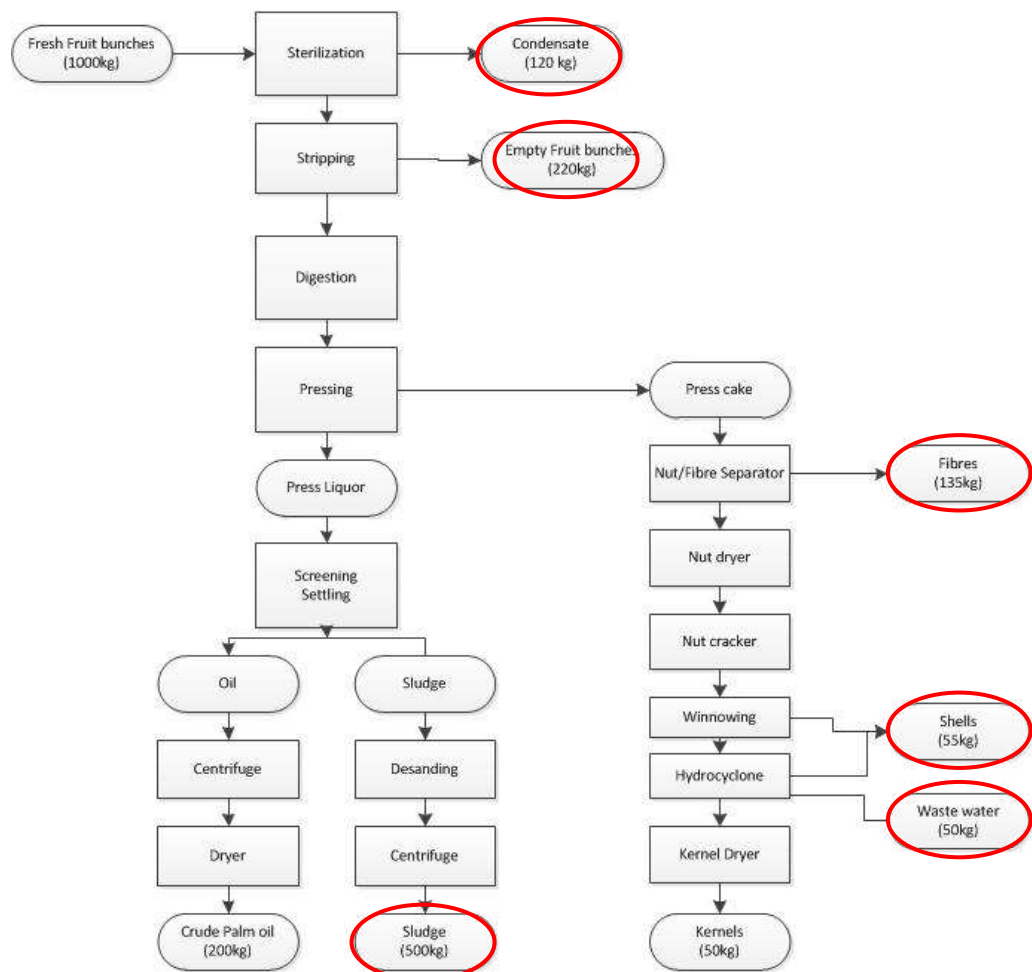 Fresh Fruit bunches
(1000kg)
Sterilization
Condensate
(120 kg)
Stripping
Empty Fruit bunches
(220kg)
Digestion
Pressing
Press cake
Nut/Fibre Separator
Fibres
(135kg)
Press Liquor
Nut dryer
Screening
Settling
Nut cracker
Oil
Sludge
Winnowing
Shells
(55kg)
Centrifuge
Desanding
Hydrocyclone
Waste water
(50kg)
Dryer
Centrifuge
Kernel Dryer
Crude Palm oil
(200kg)
Sludge
(500kg)
Kernels
(50kg)